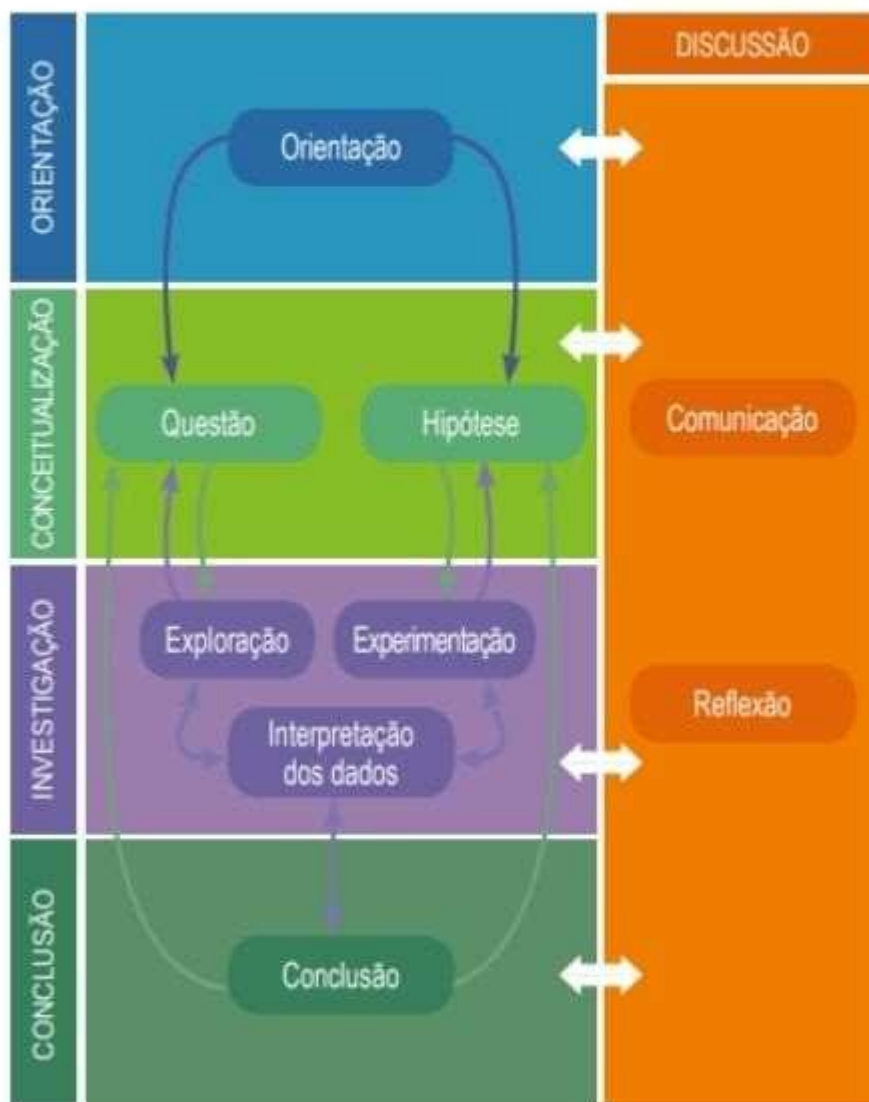 ORIENTAÇÃO
Orientação
DISCUSSÃO
CONCEITUALIZAÇÃO
Questão
Hipótese
Comunicação
INVESTIGAÇÃO
Exploração
Experimentação
Interpretação
dos dados
Reflexão
CONCLUSÃO
Conclusão